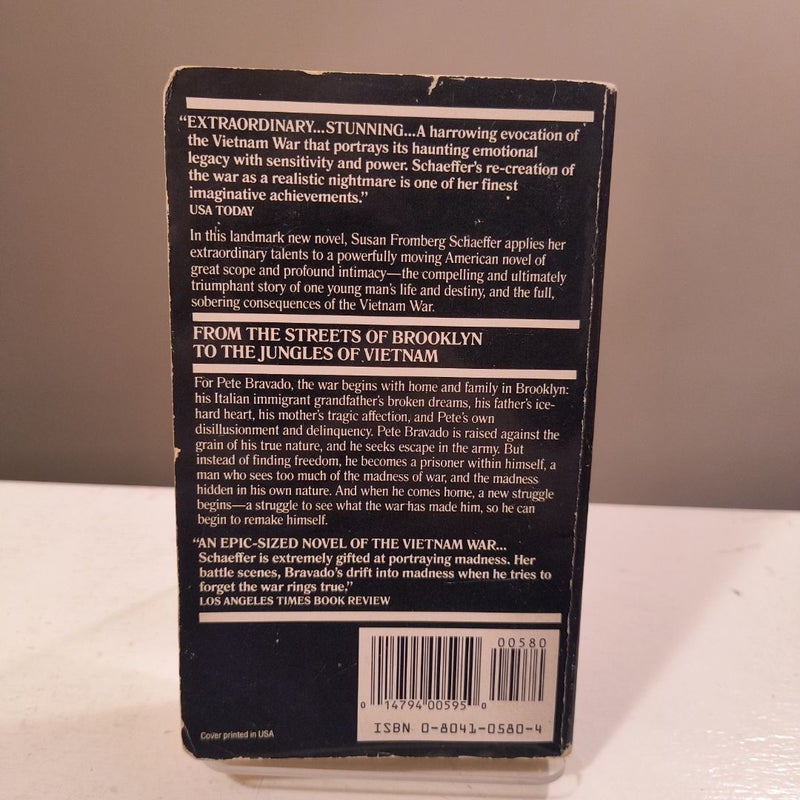 “EXTRAORDINARY...STUNNING...A harrowing evocation of
the Vietnam War that portrays its haunting emotional
legacy with sensitivity and power. Schaeffer's re-creation of
the war as a realistic nightmare is one of her finest
imaginative achievements.”
USA TODAY
In this landmark new novel, Susan Fromberg Schaeffer applies her
extraordinary talents to a powerfully moving American novel of
great scope and profound intimacy—the compelling and ultimately
triumphant story of one young man's life and destiny, and the full,
sobering consequences of the Vietnam War.
FROM THE STREETS OF BROOKLYN
TO THE JUNGLES OF VIETNAM
For Pete Bravado, the war begins with home and family in Brooklyn:
his Italian immigrant grandfather's broken dreams, his father's ice-
hard heart, his mother's tragic affection, and Pete's own
disillusionment and delinquency. Pete Bravado is raised against the
grain of his true nature, and he seeks escape in the army. But
instead of finding freedom, he becomes a prisoner within himself, a
man who sees too much of the madness of war, and the madness
hidden in his own nature. And when he comes home, a new struggle
begins—a struggle to see what the war has made him, so he can
begin to remake himself.
“AN EPIC-SIZED NOVEL OF THE VIETNAM WAR...
Schaeffer is extremely gifted at portraying madness. Her
battle scenes, Bravado's drift into madness when he tries to
forget the war rings true.”
LOS ANGELES TIMES BOOK REVIEW
00580
0 14794 00595 0
ISBN 0-8041-0580-4
Cover printed in USA